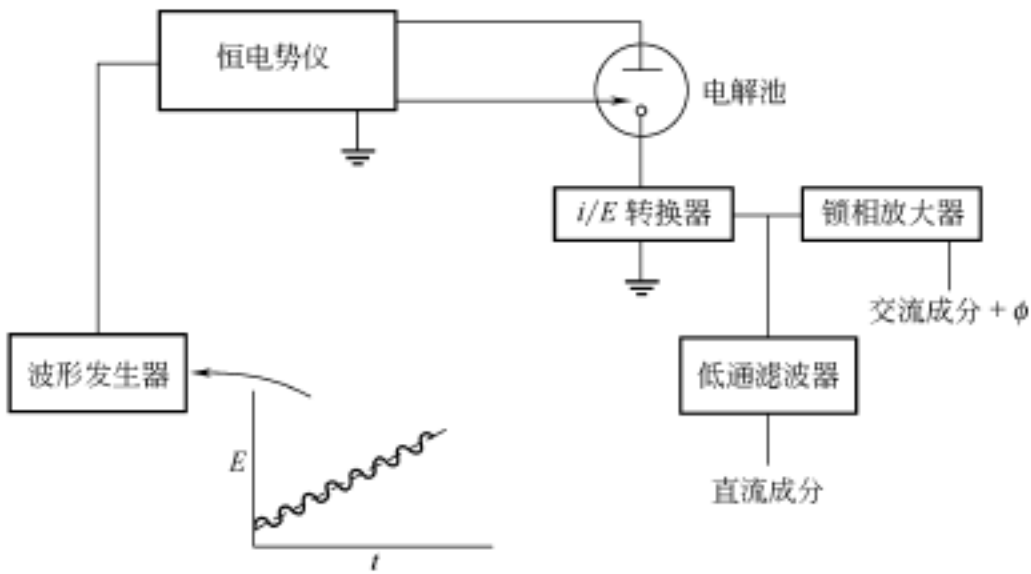 恒电势仪
电解池
i/E 转换器
锁相放大器
交流成分 + ϕ
波形发生器
低通滤波器
E
直流成分
t